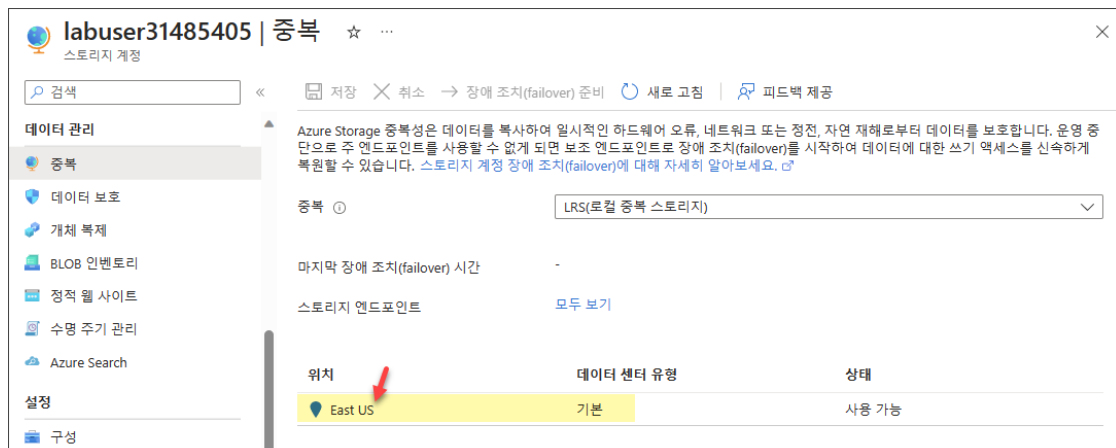 labuser31485405 | 중복 ☆ …
스토리지 계정
검색
데이터 관리
중복
데이터 보호
개체 복제
BLOB 인벤토리
정적 웹 사이트
수명 주기 관리
Azure Search
설정
구성
저장 취소 장애 조치(failover) 준비 새로 고침 피드백 제공
Azure Storage 중복성은 데이터를 복사하여 일시적인 하드웨어 오류, 네트워크 또는 정전, 자연 재해로부터 데이터를 보호합니다. 운영 중
단으로 주 엔드포인트를 사용할 수 없게 되면 보조 엔드포인트로 장애 조치(failover)를 시작하여 데이터에 대한 쓰기 액세스를 신속하게
복원할 수 있습니다. 스토리지 계정 장애 조치(failover)에 대해 자세히 알아보세요.
중복 LRS(로컬 중복 스토리지)
마지막 장애 조치(failover) 시간 -
스토리지 엔드포인트 모두 보기
위치 데이터 센터 유형 상태
East US 기본 사용 가능